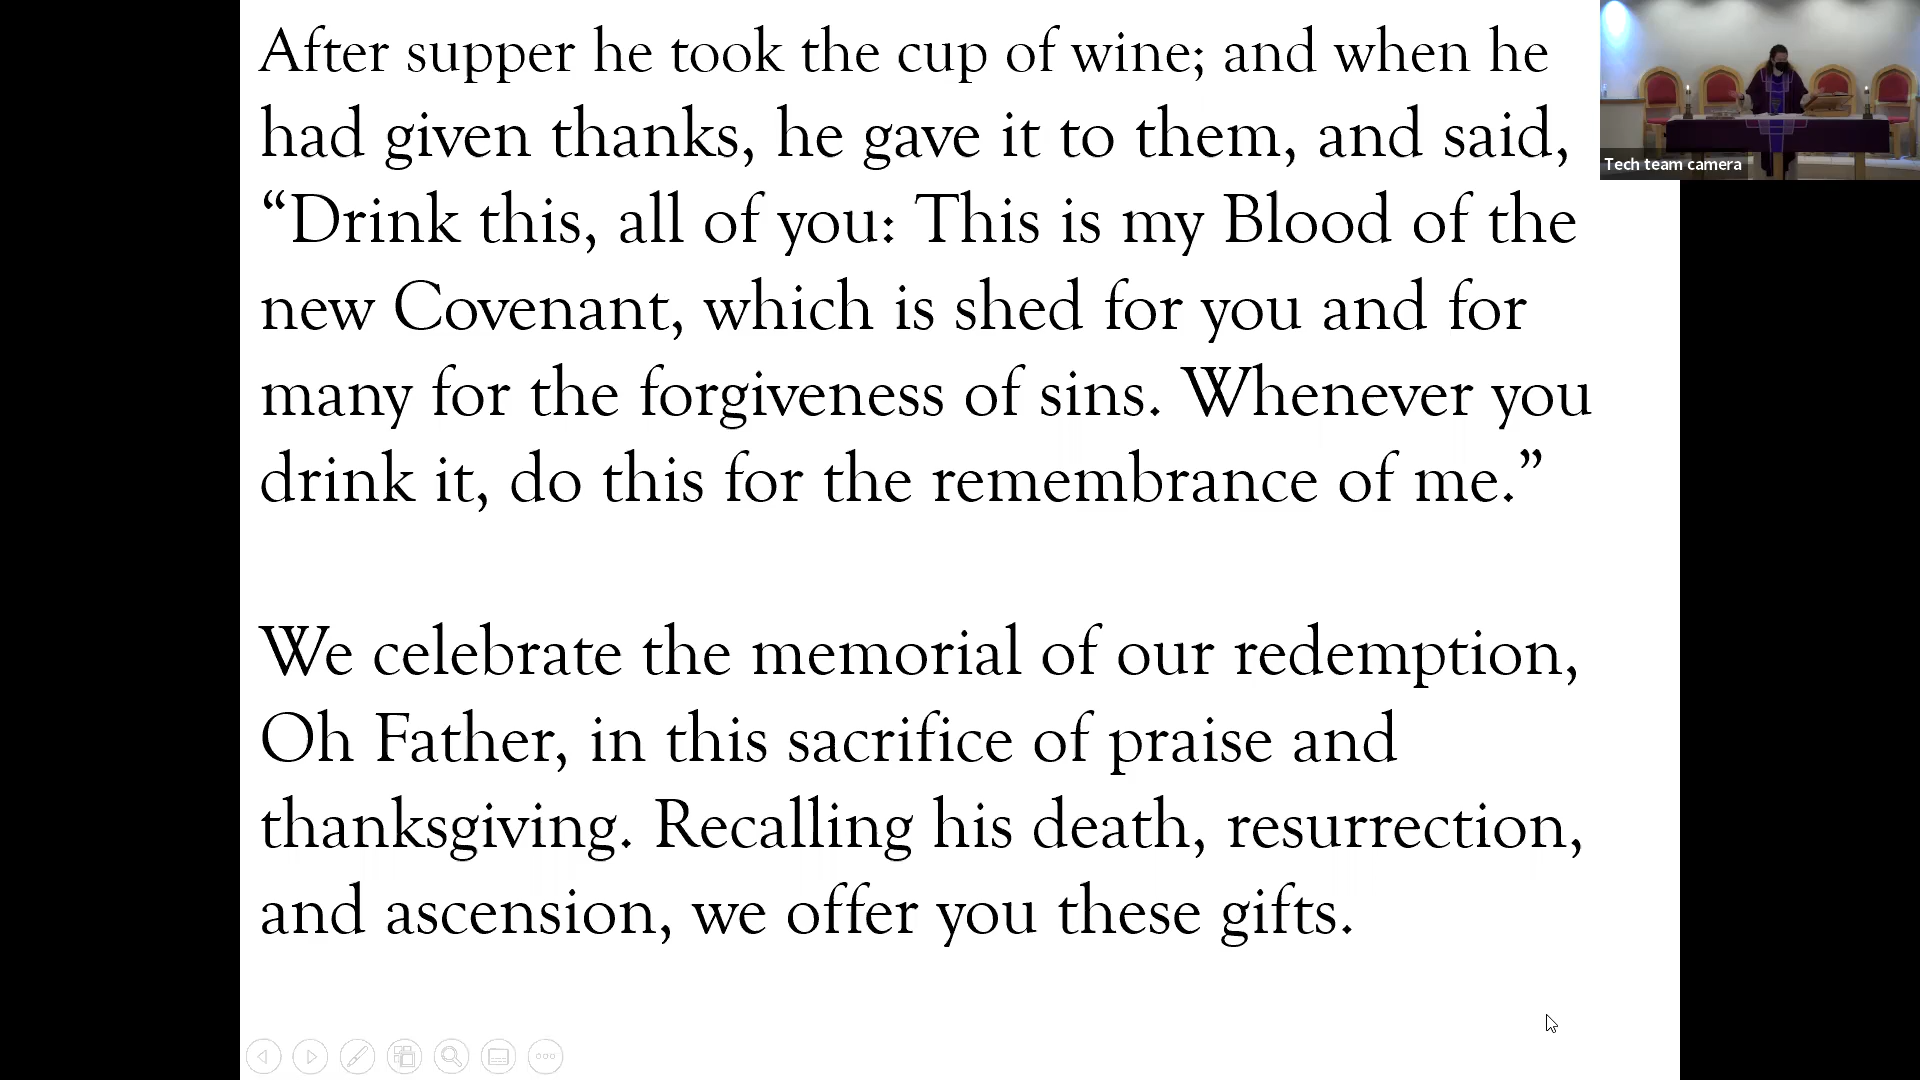 After supper he took the cup of wine; and when he
had given thanks, he gave it to them, and said,
“Drink this, all of you: This is my Blood of the
new Covenant, which is shed for you and for
many for the forgiveness of sins. Whenever you
drink it, do this for the remembrance of me.”
We celebrate the memorial of our redemption,
Oh Father, in this sacrifice of praise and
thanksgiving. Recalling his death, resurrection,
and ascension, we offer you these gifts.
Tech team camera